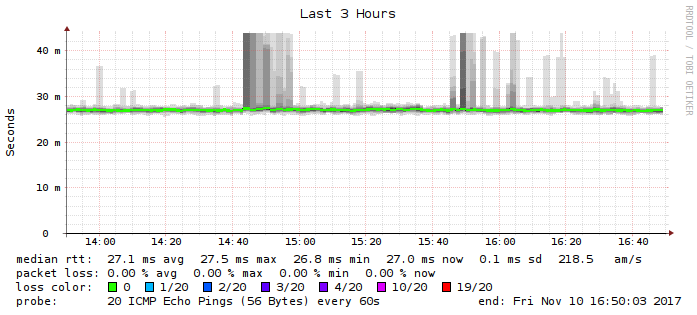 Last 3 Hours
RRDTOOL / TOBI OETIKER
Seconds
40 m
30 m
20 m
10 m
0
14:00 14:20 14:40 15:00 15:20 15:40 16:00 16:20 16:40
median rtt: 27.1 ms avg 27.5 ms max 26.8 ms min 27.0 ms now 0.1 ms sd 218.5 am/s
packet loss: 0.00 % avg 0.00 % max 0.00 % min 0.00 % now
loss color: 0 1/20 2/20 3/20 4/20 10/20 19/20
probe: 20 ICMP Echo Pings (56 Bytes) every 60s end: Fri Nov 10 16:50:03 2017